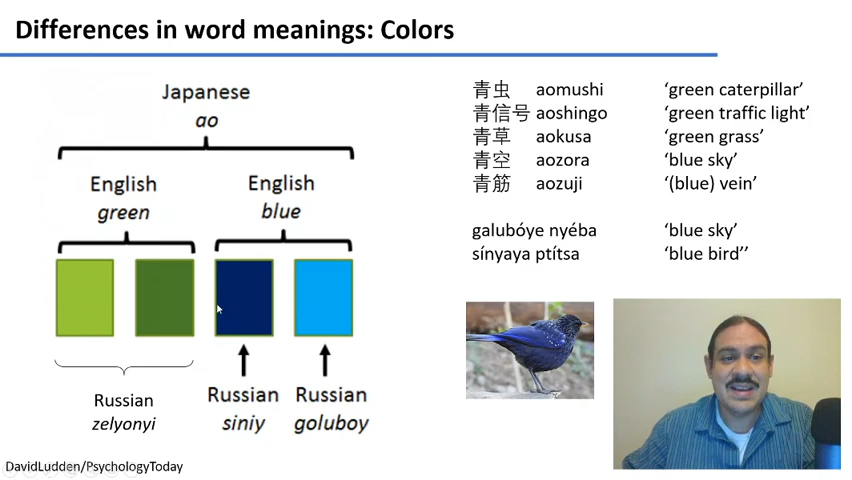 Differences in word meanings: Colors
Japanese
ao
English
green
English
blue
Russian
zelyonyi
Russian
siniy
Russian
goluboy
青虫 aomushi ‘green caterpillar’
青信号 aoshingo ‘green traffic light’
青草 aokusa ‘green grass’
青空 aozora ‘blue sky’
青筋 aozuji ‘(blue) vein’
galubóye nyéba ‘blue sky’
sínyaya ptítsa ‘blue bird’’
DavidLudden/PsychologyToday